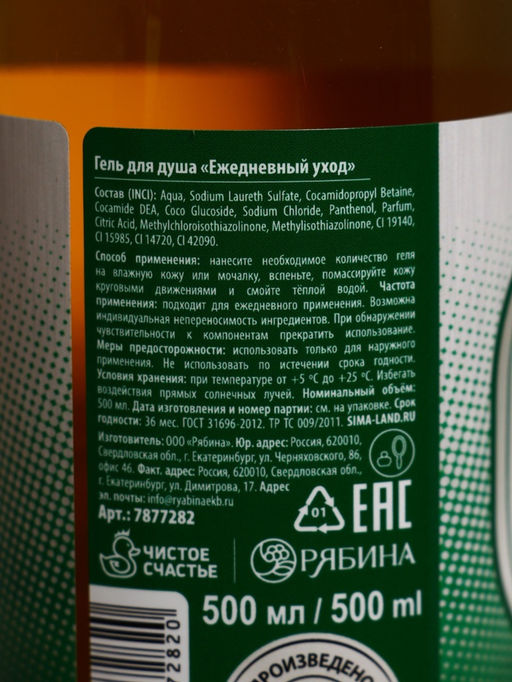 Гель для душа «Ежедневный уход»
Состав (INCI): Aqua, Sodium Laureth Sulfate, Cocamidopropyl Betaine,
Cocamide DEA, Coco Glucoside, Sodium Chloride, Panthenol, Parfum,
Citric Acid, Methylchloroisothiazolinone, Methylisothiazolinone, CI 19140,
CI 15985, CI 14720, CI 42090.
Способ применения: нанесите необходимое количество геля
на влажную кожу или мочалку, вспеньте, помассируйте кожу
круговыми движениями и смойте тёплой водой. Частота
применения: подходит для ежедневного применения. Возможна
индивидуальная непереносимость ингредиентов. При обнаружении
чувствительности к компонентам прекратить использование.
Меры предосторожности: использовать только для наружного
применения. Не использовать по истечении срока годности.
Условия хранения: при температуре от +5 ºС до +25 ºС. Избегать
воздействия прямых солнечных лучей. Номинальный объём:
500 мл. Дата изготовления и номер партии: см. на упаковке. Срок
годности: 36 мес. ГОСТ 31696-2012. ТР ТС 009/2011. SIMA-LAND.RU
Изготовитель: ООО «Рябина». Юр. адрес: Россия, 620010,
Свердловская обл., г. Екатеринбург, ул. Черняховского, 86,
офис 46. Факт. адрес: Россия, 620010, Свердловская обл.,
г. Екатеринбург, ул. Димитрова, 17. Адрес
эл. почты: info@ryabinaekb.ru
Арт.: 7877282
01
EAC
ЧИСТОЕ
СЧАСТЬЕ
РЯБИНА
500 мл / 500 ml
72820
ПРОИЗВЕДЕНО